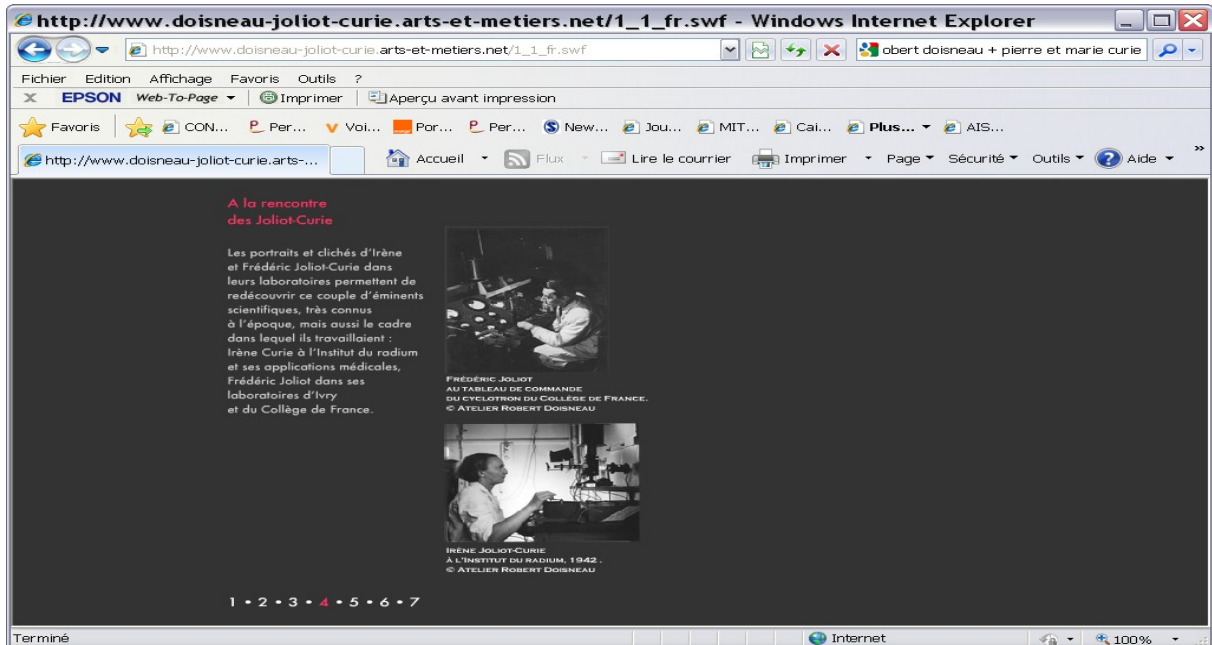 http://www.doisneau-joliot-curie.arts-et-metiers.net/1_1_fr.swf - Windows Internet Explorer
http://www.doisneau-joliot-curie.arts-et-metiers.net/1_1_fr.swf
obert doisneau + pierre et marie curie
Fichier Edition Affichage Favoris Outils ?
X EPSON Web-To-Page Imprimer Aperçu avant impression
Favoris CON... Per... Voi... Por... Per... New... Jou... MIT... Cai... Plus... AIS...
http://www.doisneau-joliot-curie.arts-... Accueil Flux Lire le courrier Imprimer Page Sécurité Outils Aide »
A la rencontre
des Joliot-Curie
Les portraits et clichés d'Irène
et Frédéric Joliot-Curie dans
leurs laboratoires permettent de
redécouvrir ce couple d'éminents
scientifiques, très connus
à l'époque, mais aussi le cadre
dans lequel ils travaillaient :
Irène Curie à l'Institut du radium
et ses applications médicales,
Frédéric Joliot dans ses
laboratoires d'Ivry
et du Collège de France.
FRÉDÉRIC JOLIOT
AU TABLEAU DE COMMANDE
DU CYCLOTRON DU COLLÈGE DE FRANCE.
© ATELIER ROBERT DOISNEAU
IRÈNE JOLIOT-CURIE
À L'INSTITUT DU RADIUM, 1942 .
© ATELIER ROBERT DOISNEAU
1 • 2 • 3 • 4 • 5 • 6 • 7
Terminé Internet 100%